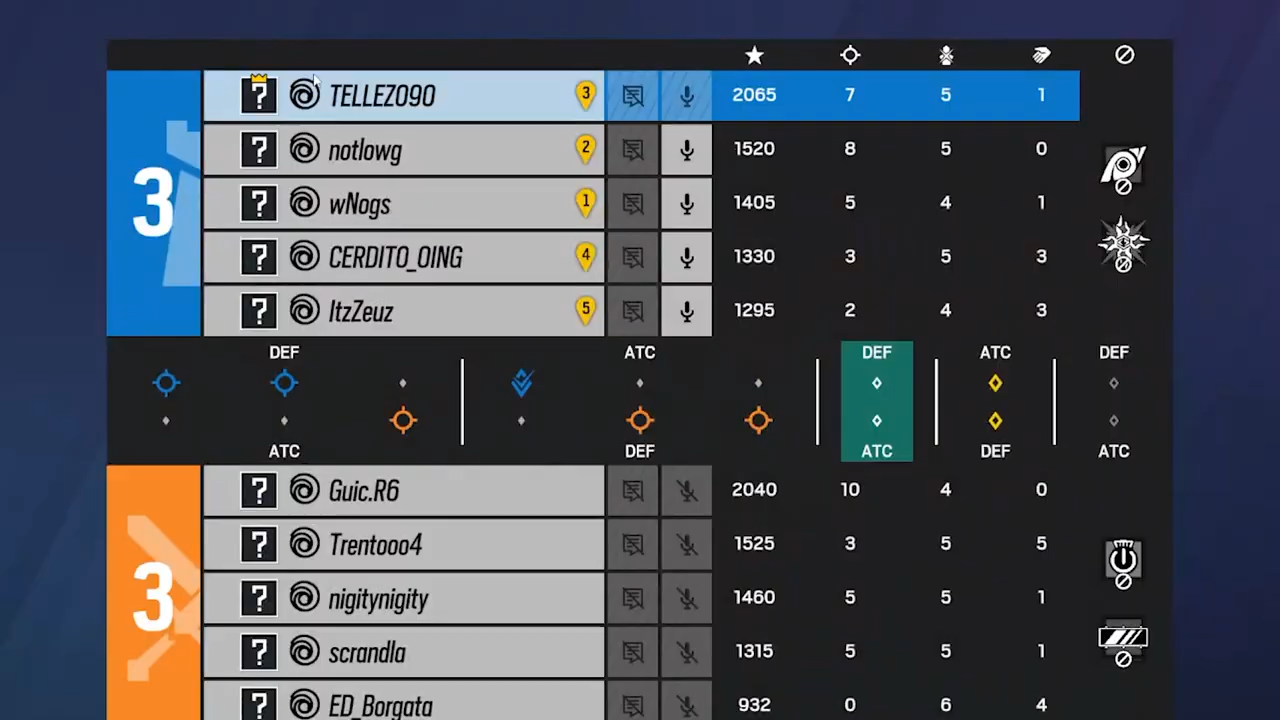 3
? TELLEZO90 3 2065 7 5 1
? notlowg 2 1520 8 5 0
? wNogs 1 1405 5 4 1
? CERDITO_OING 4 1330 3 5 3
? ItzZeuz 5 1295 2 4 3
DEF ATC DEF ATC DEF
ATC DEF ATC DEF ATC
3
? Guic.R6 2040 10 4 0
? Trentooo4 1525 3 5 5
? nigitynigity 1460 5 5 1
? scrandla 1315 5 5 1
? ED_Borgata 932 0 6 4